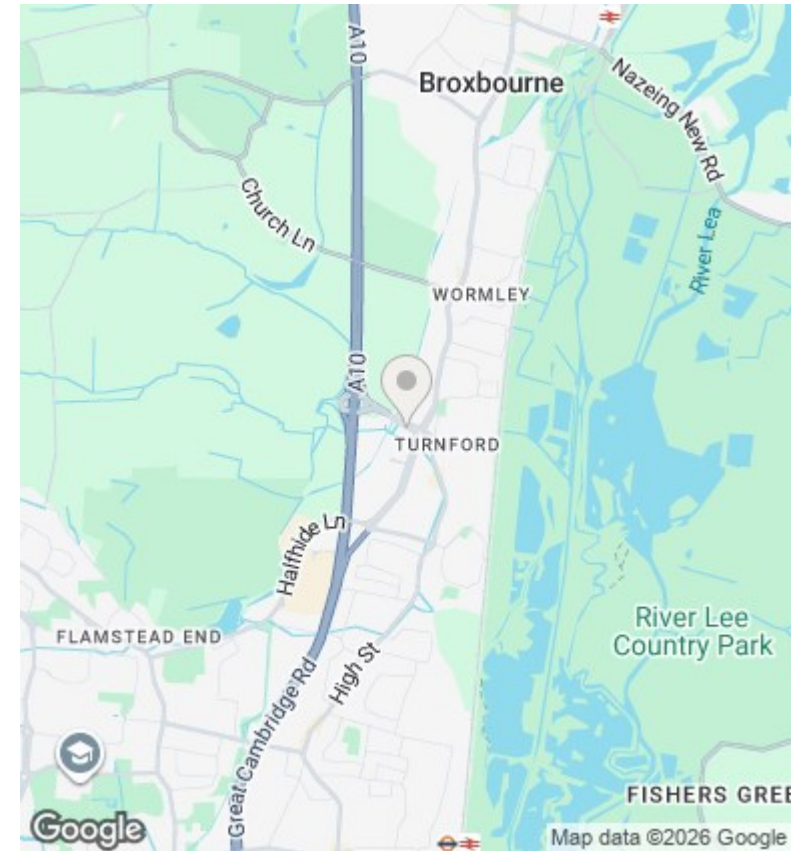 A10
Broxbourne
Nazeing New Rd
Church Ln
River Lea
WORMLEY
A10
TURNFORD
Halfhide Ln
River Lee
Country Park
FLAMSTEAD END
High St
Great Cambridge Rd
FISHERS GREE
Google
Map data ©2026 Google